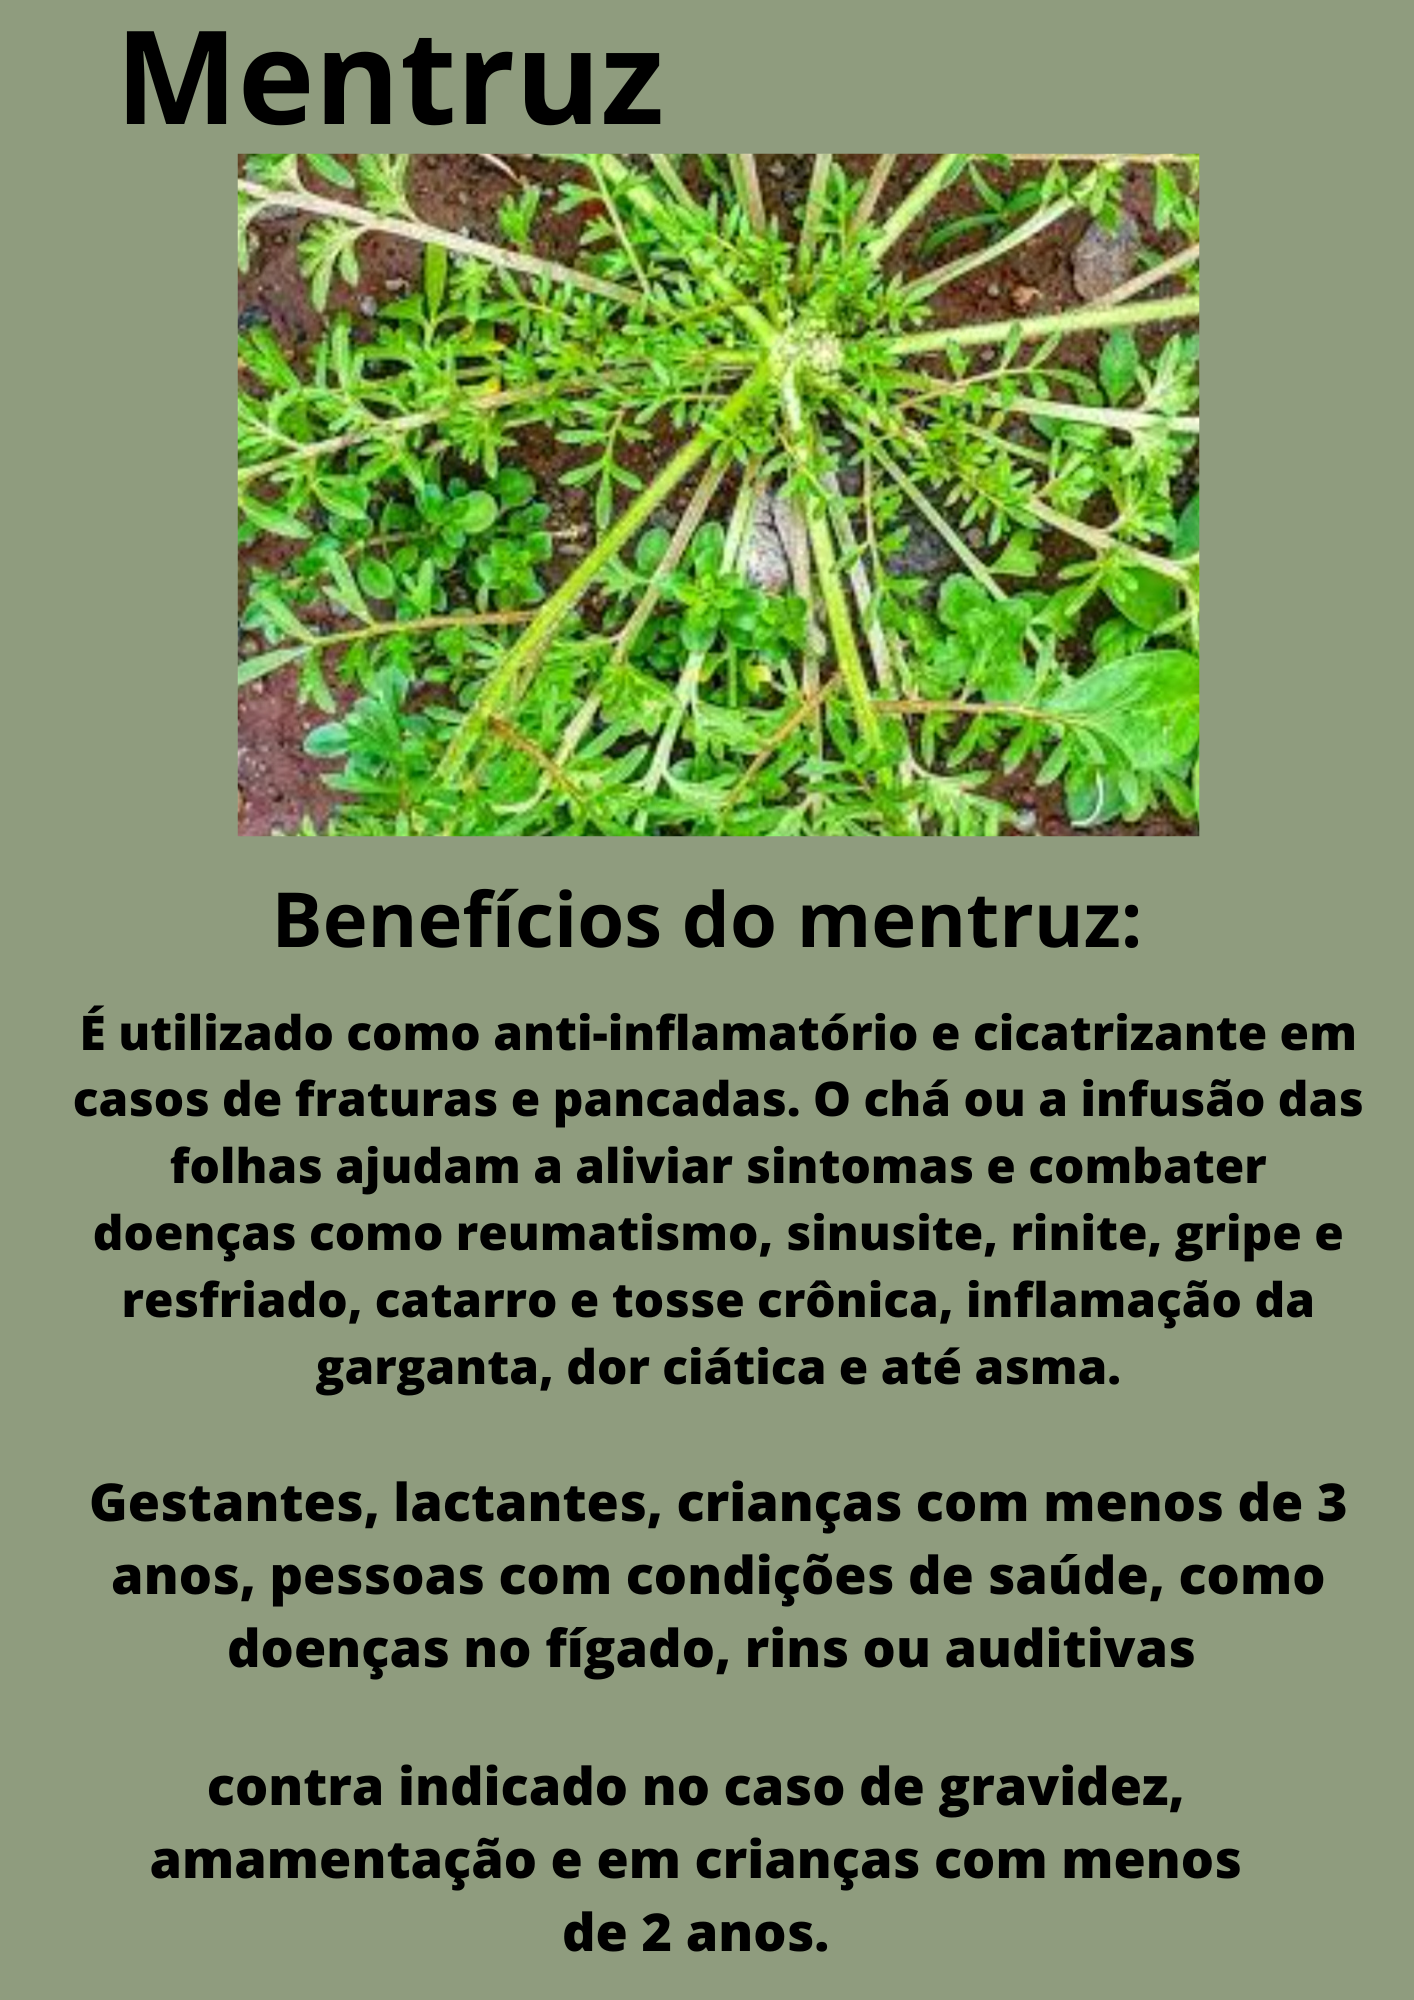 Mentruz
Benefícios do mentruz:
É utilizado como anti-inflamatório e cicatrizante em
casos de fraturas e pancadas. O chá ou a infusão das
folhas ajudam a aliviar sintomas e combater
doenças como reumatismo, sinusite, rinite, gripe e
resfriado, catarro e tosse crônica, inflamação da
garganta, dor ciática e até asma.
Gestantes, lactantes, crianças com menos de 3
anos, pessoas com condições de saúde, como
doenças no fígado, rins ou auditivas
contra indicado no caso de gravidez,
amamentação e em crianças com menos
de 2 anos.